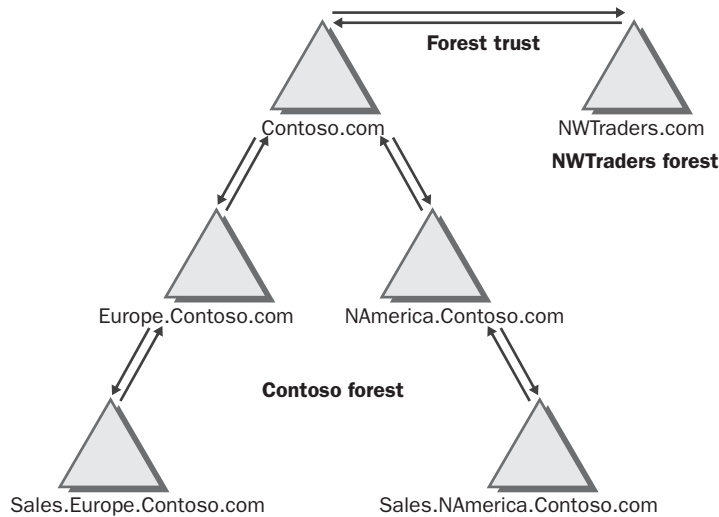 Forest trust
Contoso.com
NWTraders.com
NWTraders forest
Europe.Contoso.com
NAmerica.Contoso.com
Contoso forest
Sales.Europe.Contoso.com
Sales.NAmerica.Contoso.com